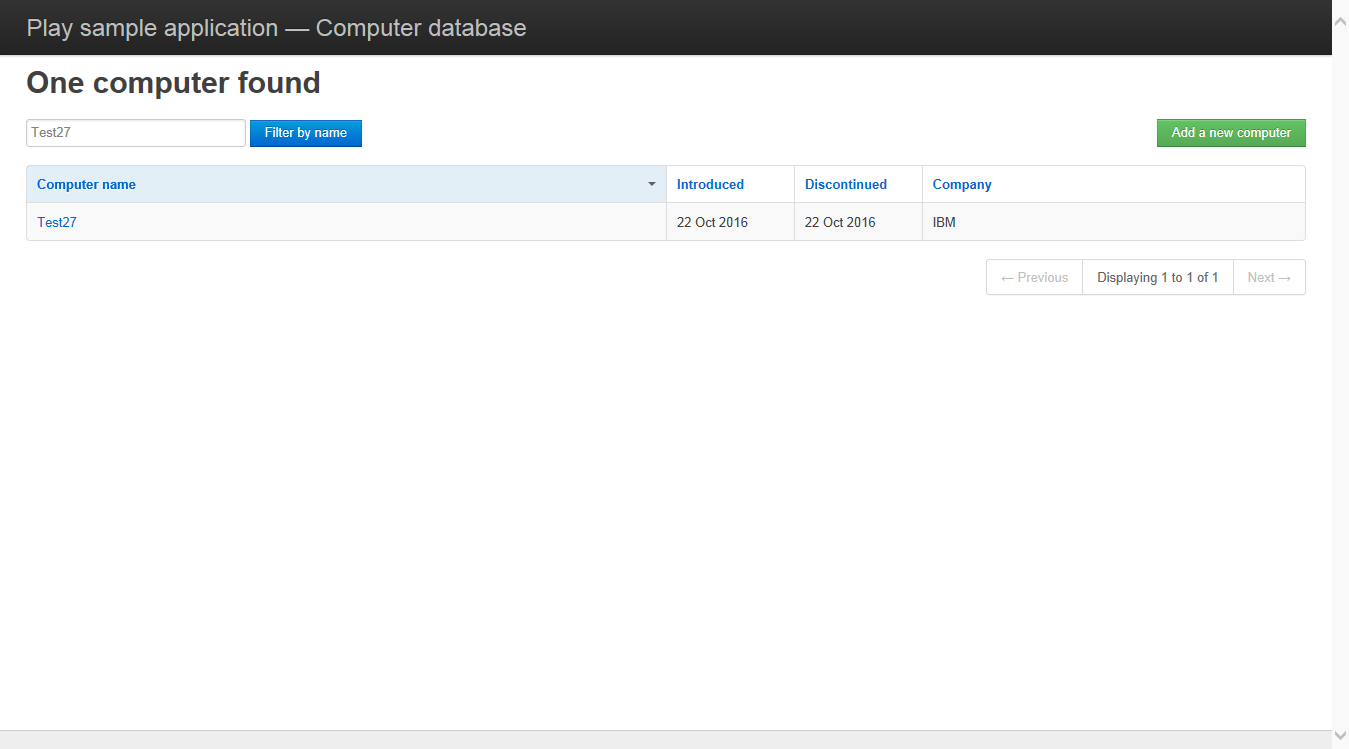 Play sample application — Computer database
One computer found
Test27 Filter by name Add a new computer
Computer name Introduced Discontinued Company
Test27 22 Oct 2016 22 Oct 2016 IBM
← Previous Displaying 1 to 1 of 1 Next →